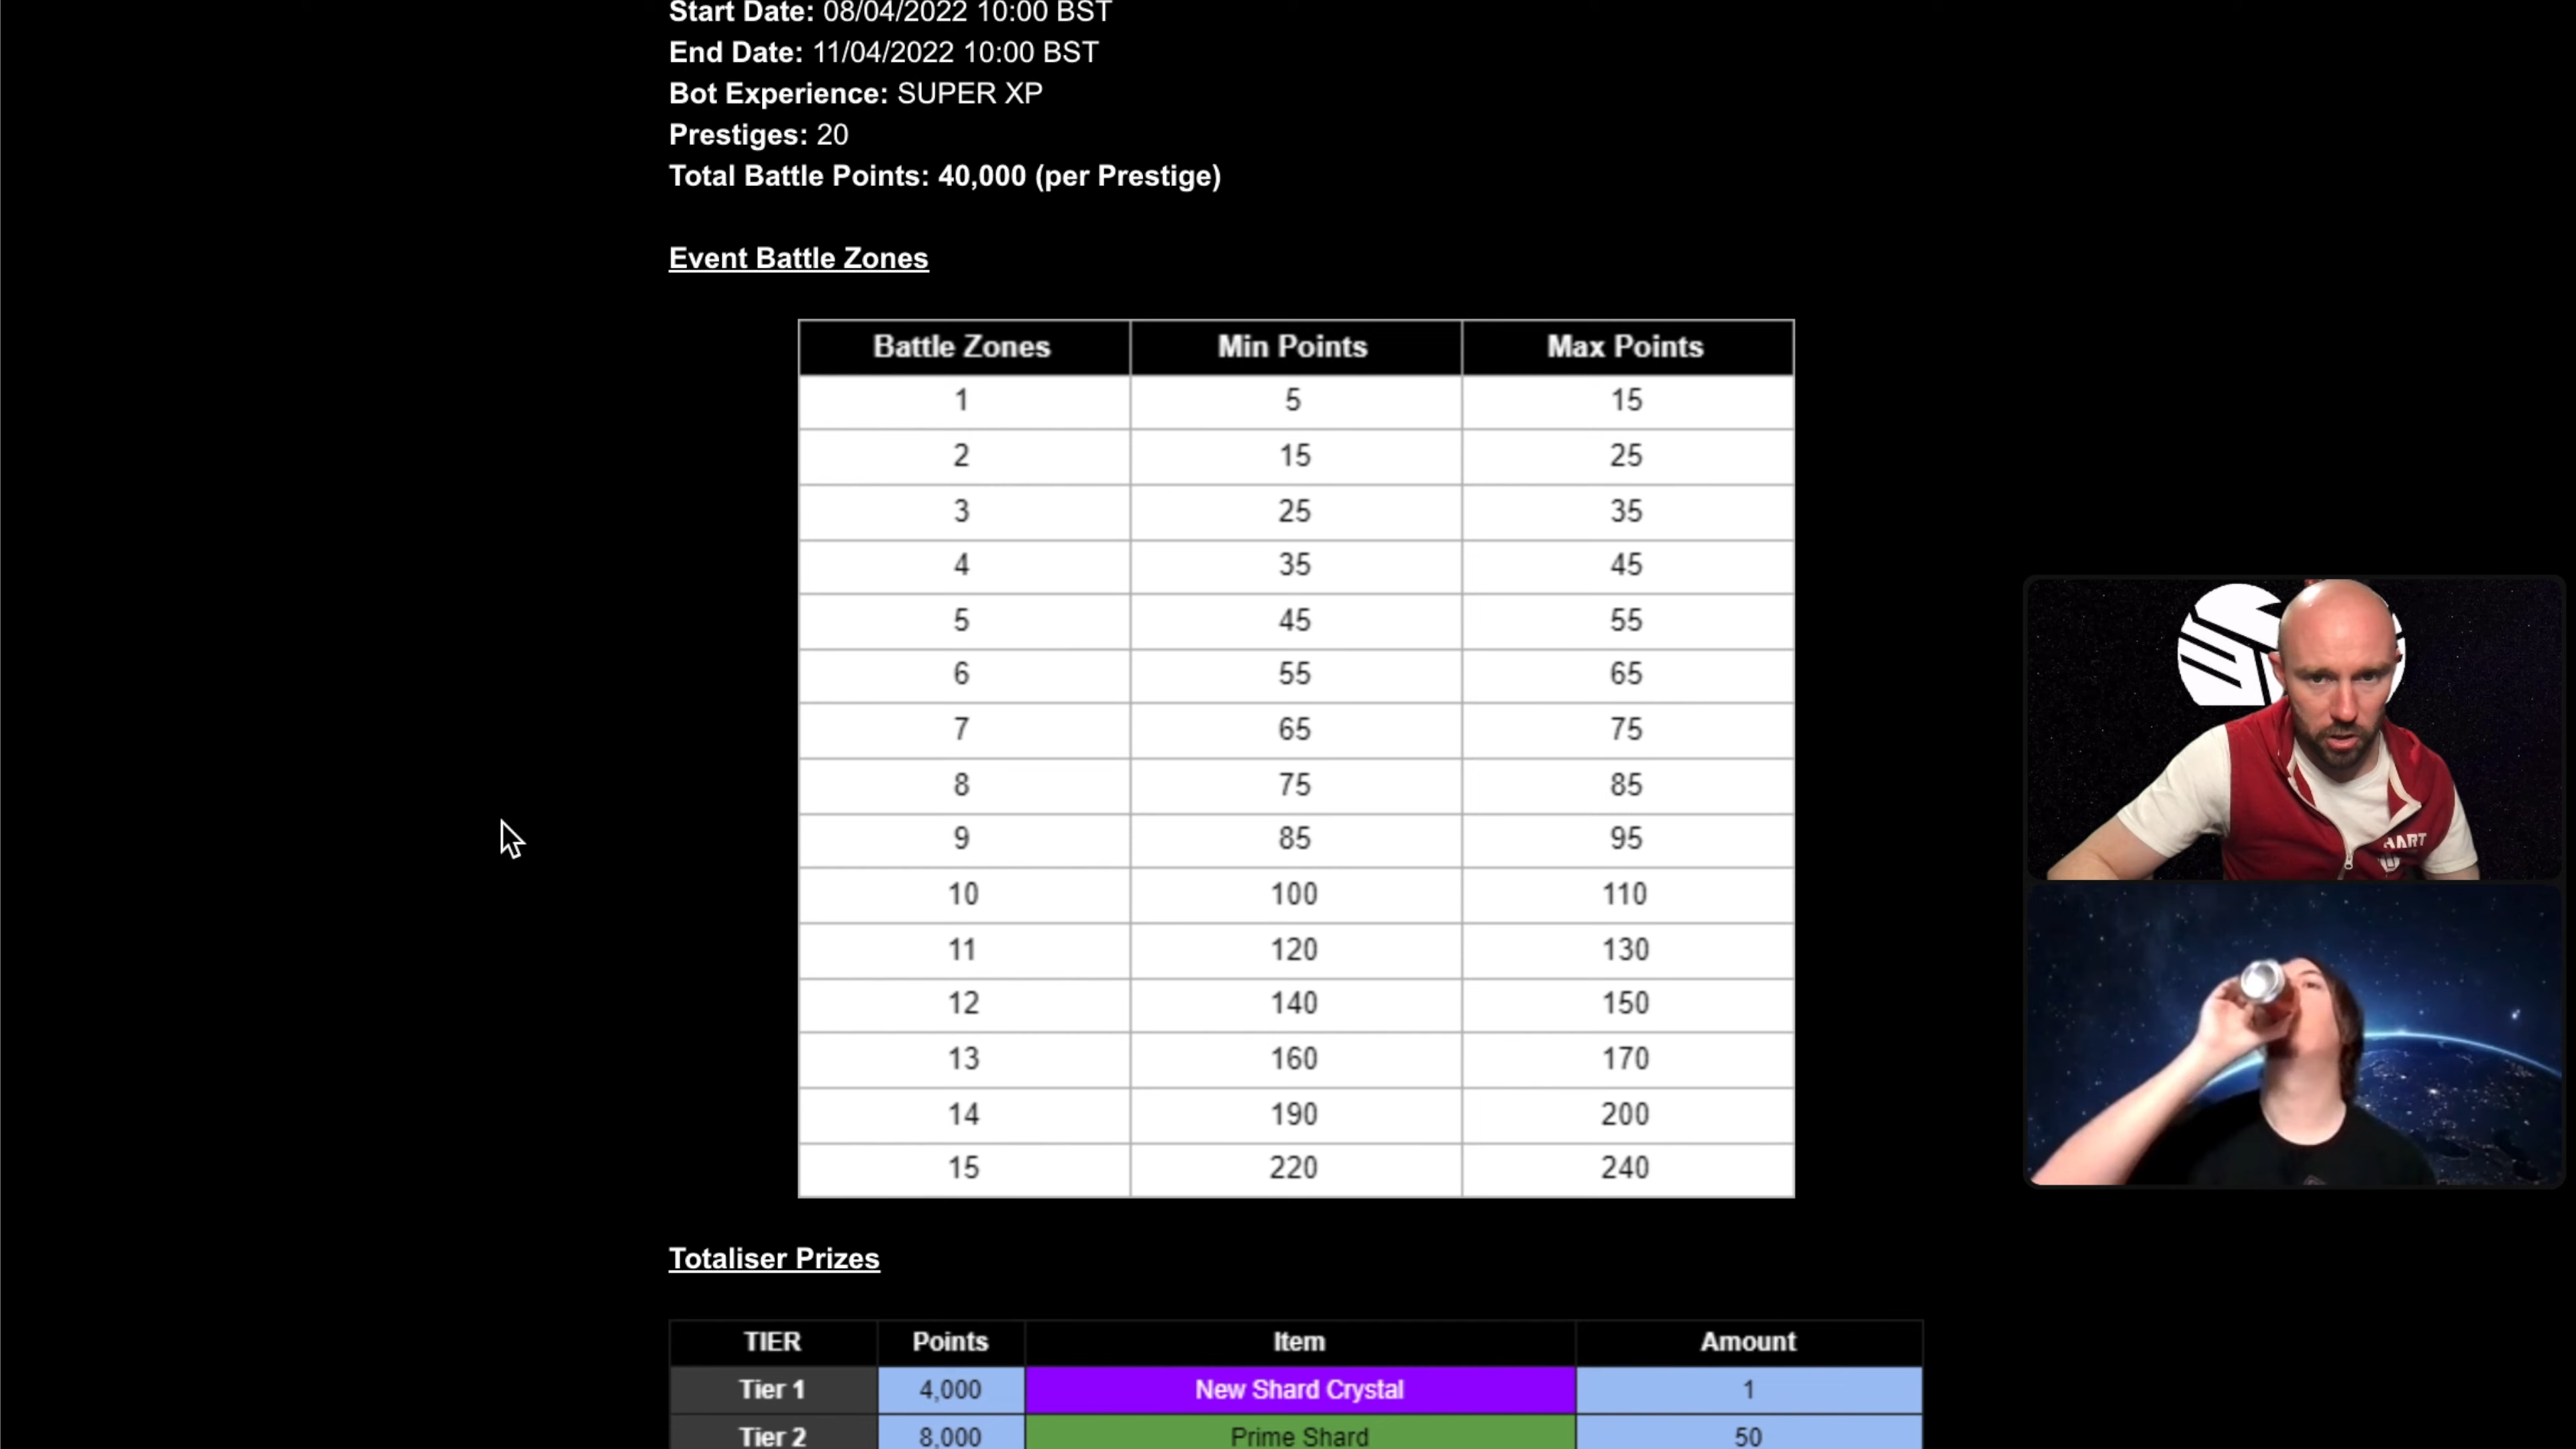 Start Date: 08/04/2022 10:00 BST
End Date: 11/04/2022 10:00 BST
Bot Experience: SUPER XP
Prestiges: 20
Total Battle Points: 40,000 (per Prestige)
Event Battle Zones
Battle Zones Min Points Max Points
1 5 15
2 15 25
3 25 35
4 35 45
5 45 55
6 55 65
7 65 75
8 75 85
9 85 95
10 100 110
11 120 130
12 140 150
13 160 170
14 190 200
15 220 240
Totaliser Prizes
TIER Points Item Amount
Tier 1 4,000 New Shard Crystal 1
Tier 2 8,000 Prime Shard 50